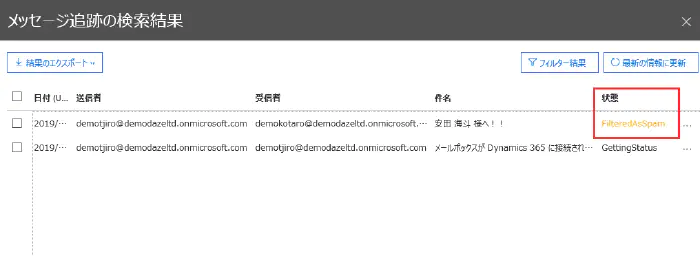 メッセージ追跡の検索結果
結果のエクスポート
フィルター結果
最新の情報に更新
日付 (U... 送信者 受信者 件名 状態
2019/... demotjiro@demodazeltd.onmicrosoft.com demokotaro@demodazeltd.onmicrosoft.... 安田 海斗 様へ！！ FilteredAsSpam ...
2019/... demotjiro@demodazeltd.onmicrosoft.com demotjiro@demodazeltd.onmicrosoft.com メールボックスが Dynamics 365 に接続され... GettingStatus ...